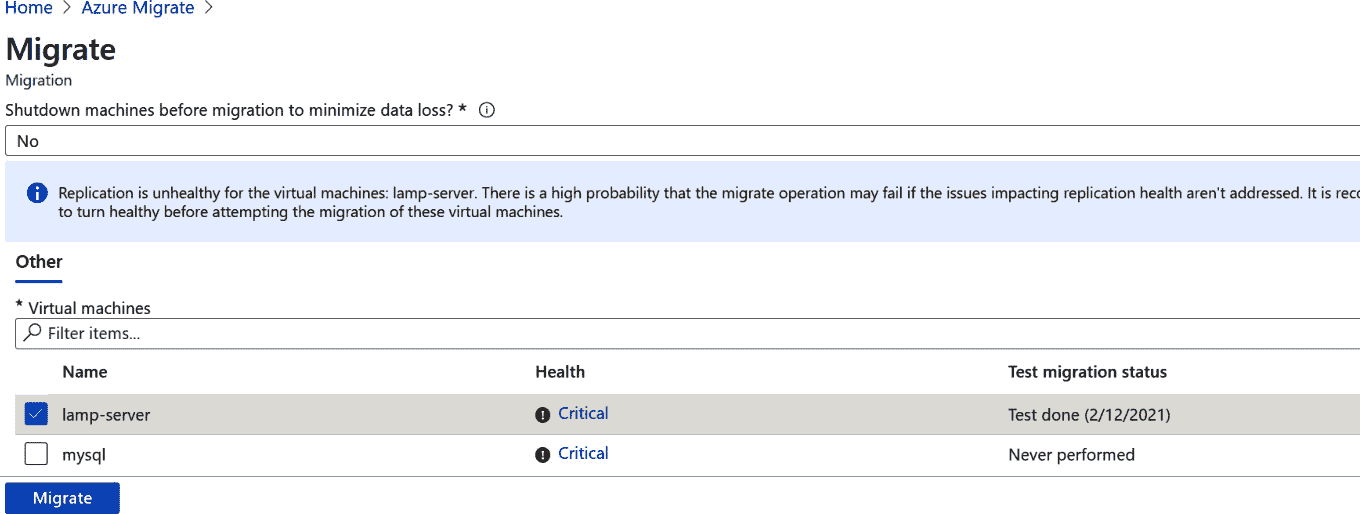 Home > Azure Migrate >
Migrate
Migration
Shutdown machines before migration to minimize data loss? *
No
Replication is unhealthy for the virtual machines: lamp-server. There is a high probability that the migrate operation may fail if the issues impacting replication health aren't addressed. It is
to turn healthy before attempting the migration of these virtual machines.
Other
* Virtual machines
Filter items...
Name Health Test migration status
lamp-server Critical Test done (2/12/2021)
mysql Critical Never performed
Migrate